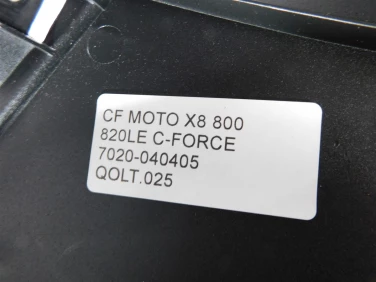 CF MOTO X8 800
820LE C-FORCE
7020-040405
QOLT.025